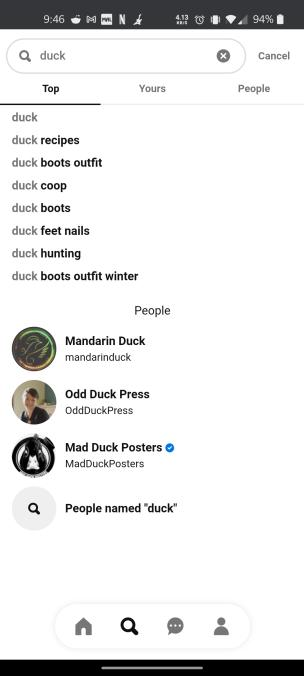 9:46
4.13
KB/S
94%
duck
Cancel
Top
Yours
People
duck
duck recipes
duck boots outfit
duck coop
duck boots
duck feet nails
duck hunting
duck boots outfit winter
People
Mandarin Duck
mandarinduck
Odd Duck Press
OddDuckPress
Mad Duck Posters
MadDuckPosters
People named "duck"